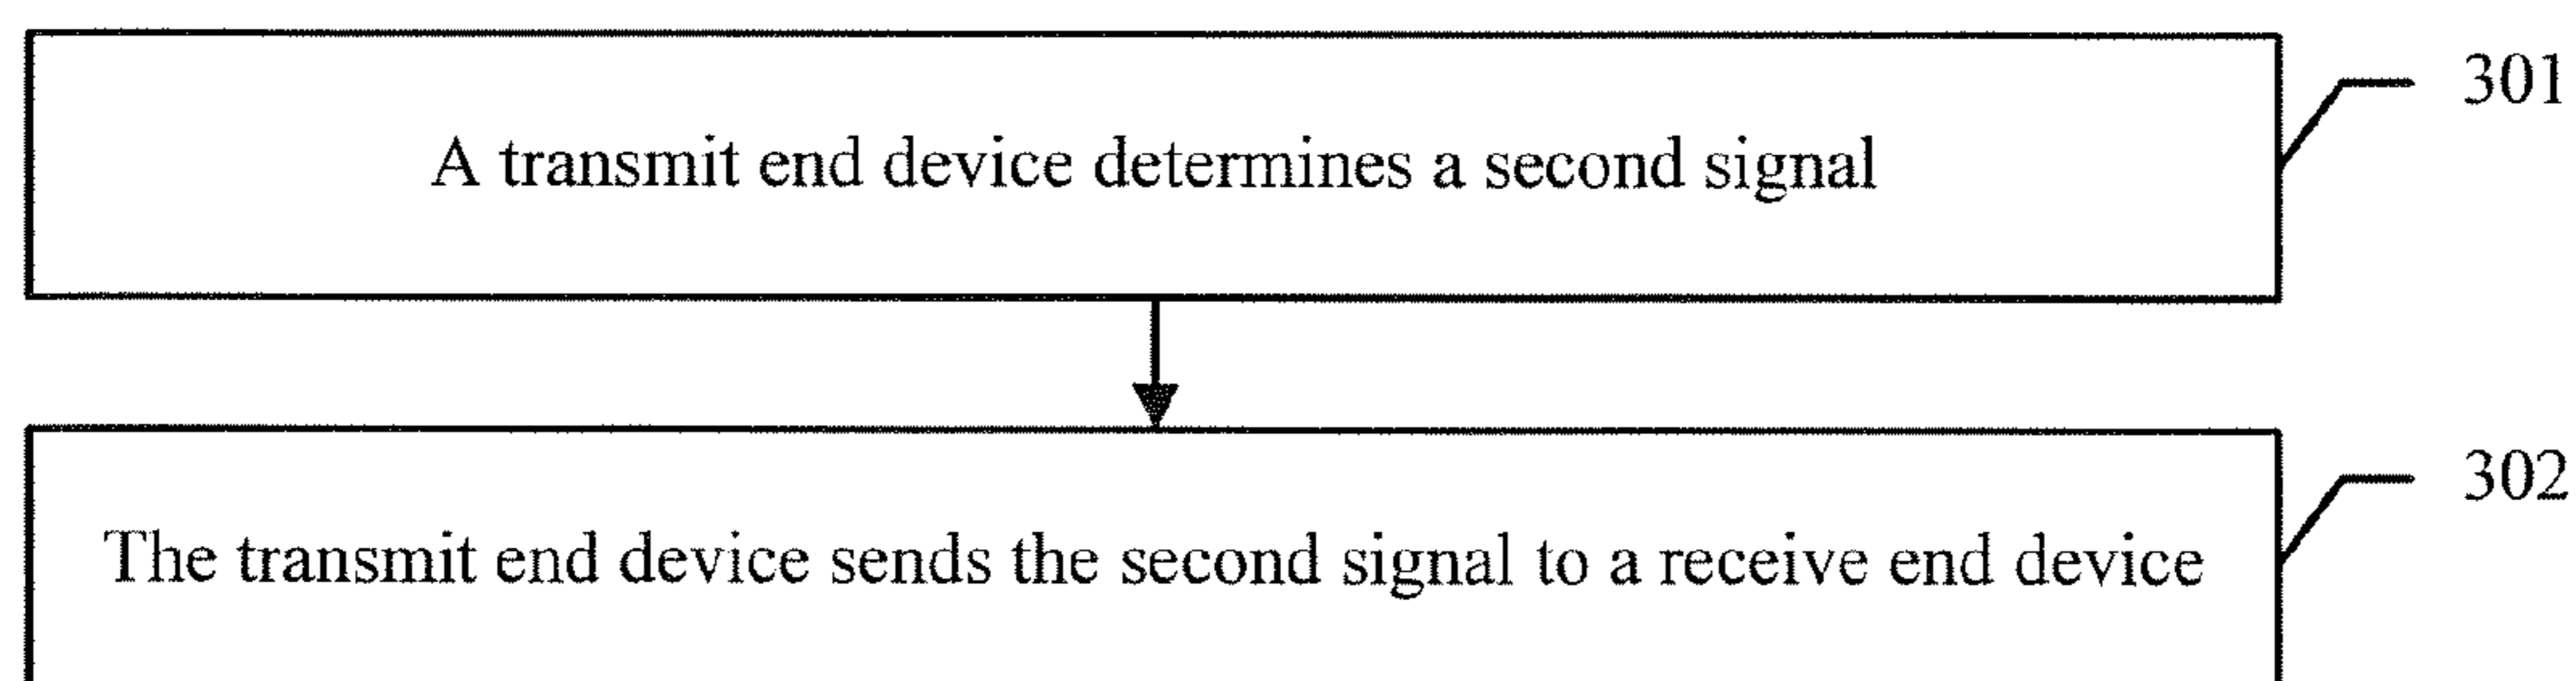 301
A transmit end device determines a second signal
302
The transmit end device sends the second signal to a receive end device